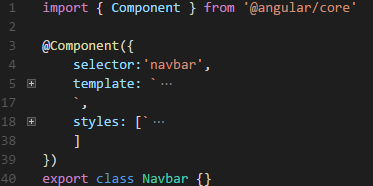 1 import { Component } from '@angular/core'
2
3 @Component({
4     selector:'navbar',
5     template: `⋯
17     `,
18     styles: [`⋯
38     ]
39 })
40 export class Navbar {}